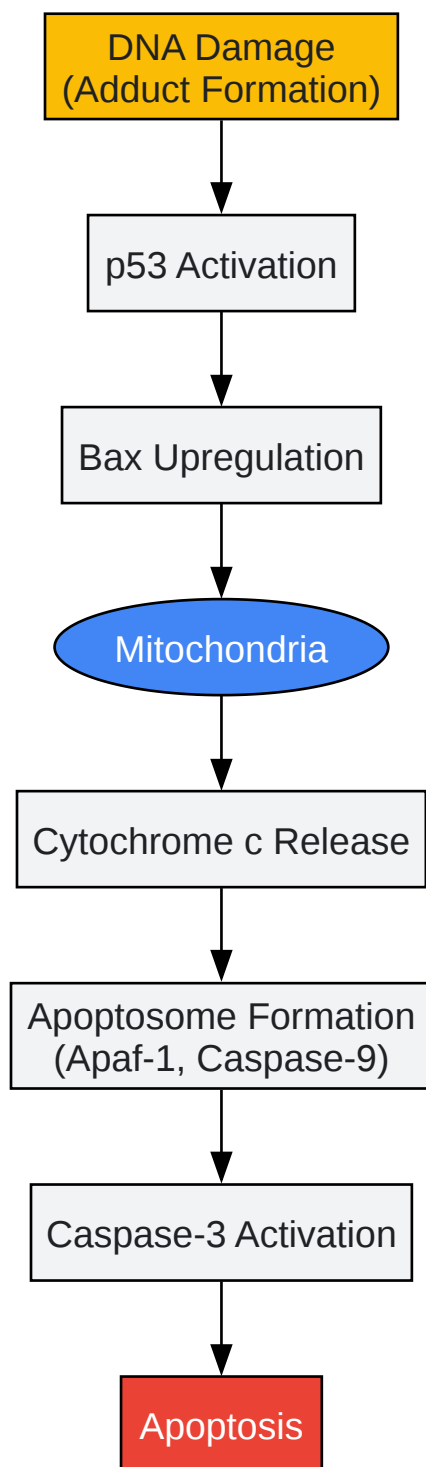 DNA Damage
(Adduct Formation)
p53 Activation
Bax Upregulation
Mitochondria
Cytochrome c Release
Apoptosome Formation
(Apaf-1, Caspase-9)
Caspase-3 Activation
Apoptosis